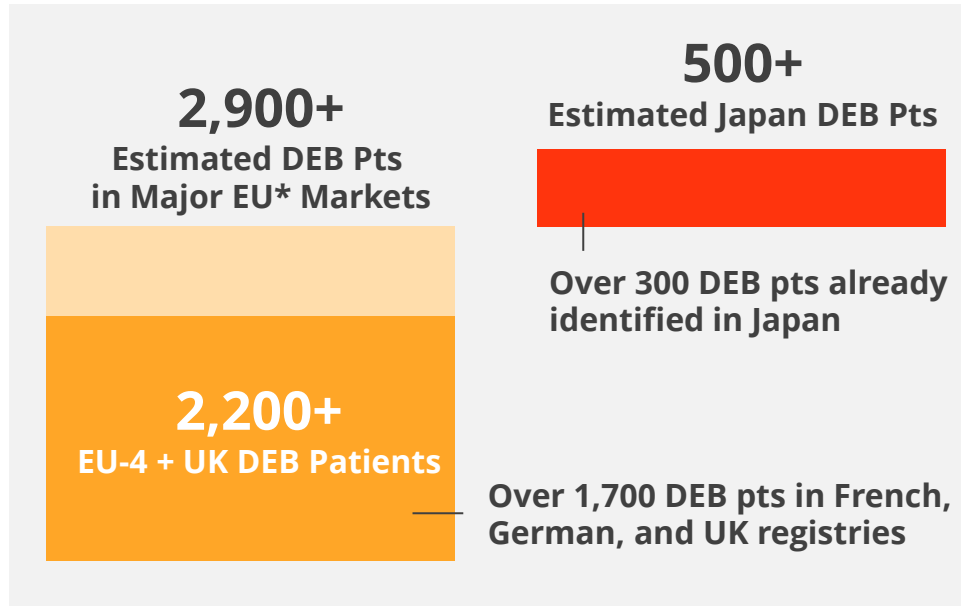 2,900+
Estimated DEB Pts
in Major EU* Markets
2,200+
EU-4 + UK DEB Patients
Over 1,700 DEB pts in French,
German, and UK registries
500+
Estimated Japan DEB Pts
Over 300 DEB pts already
identified in Japan